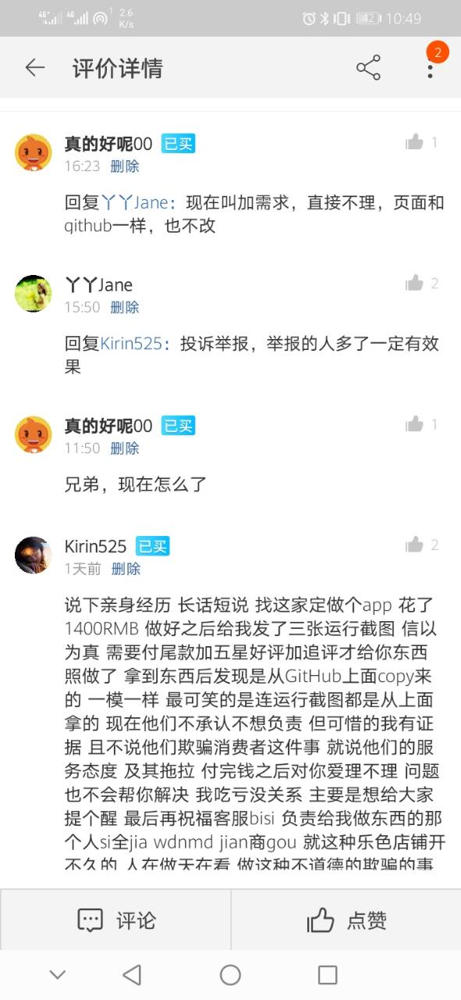 4G+ 4G 1 2.6 K/s 42 10:49
评价详情
2
真的好呢00 已买 1
16:23 删除
回复丫丫Jane：现在叫加需求，直接不理，页面和
github一样，也不改
丫丫Jane 2
15:50 删除
回复Kirin525：投诉举报，举报的人多了一定有效
果
真的好呢00 已买 1
11:50 删除
兄弟，现在怎么了
Kirin525 已买 2
1天前 删除
说下亲身经历 长话短说 找这家定做个app 花了
1400RMB 做好之后给我发了三张运行截图 信以
为真 需要付尾款加五星好评加追评才给你东西
照做了 拿到东西后发现是从GitHub上面copy来
的 一模一样 最可笑的是连运行截图都是从上面
拿的 现在他们不承认不想负责 但可惜的我有证
据 且不说他们欺骗消费者这件事 就说他们的服
务态度 及其拖拉 付完钱之后对你爱理不理 问题
也不会帮你解决 我吃亏没关系 主要是想给大家
提个醒 最后再祝福客服bisi 负责给我做东西的那
个人si全jia wdnmd jian商gou 就这种乐色店铺开
不久的 人在做天在看 做这种不道德的欺骗的事
评论 点赞